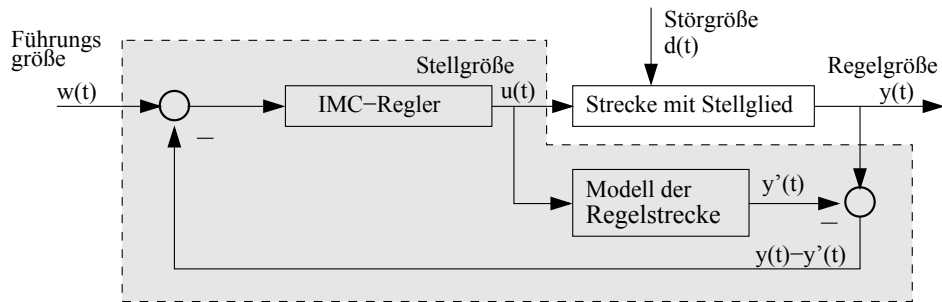 Führungs
größe
w(t)
IMC−Regler
Stellgröße
u(t)
Störgröße
d(t)
Strecke mit Stellglied
Regelgröße
y(t)
−
Modell der
Regelstrecke
y’(t)
−
y(t)−y’(t)